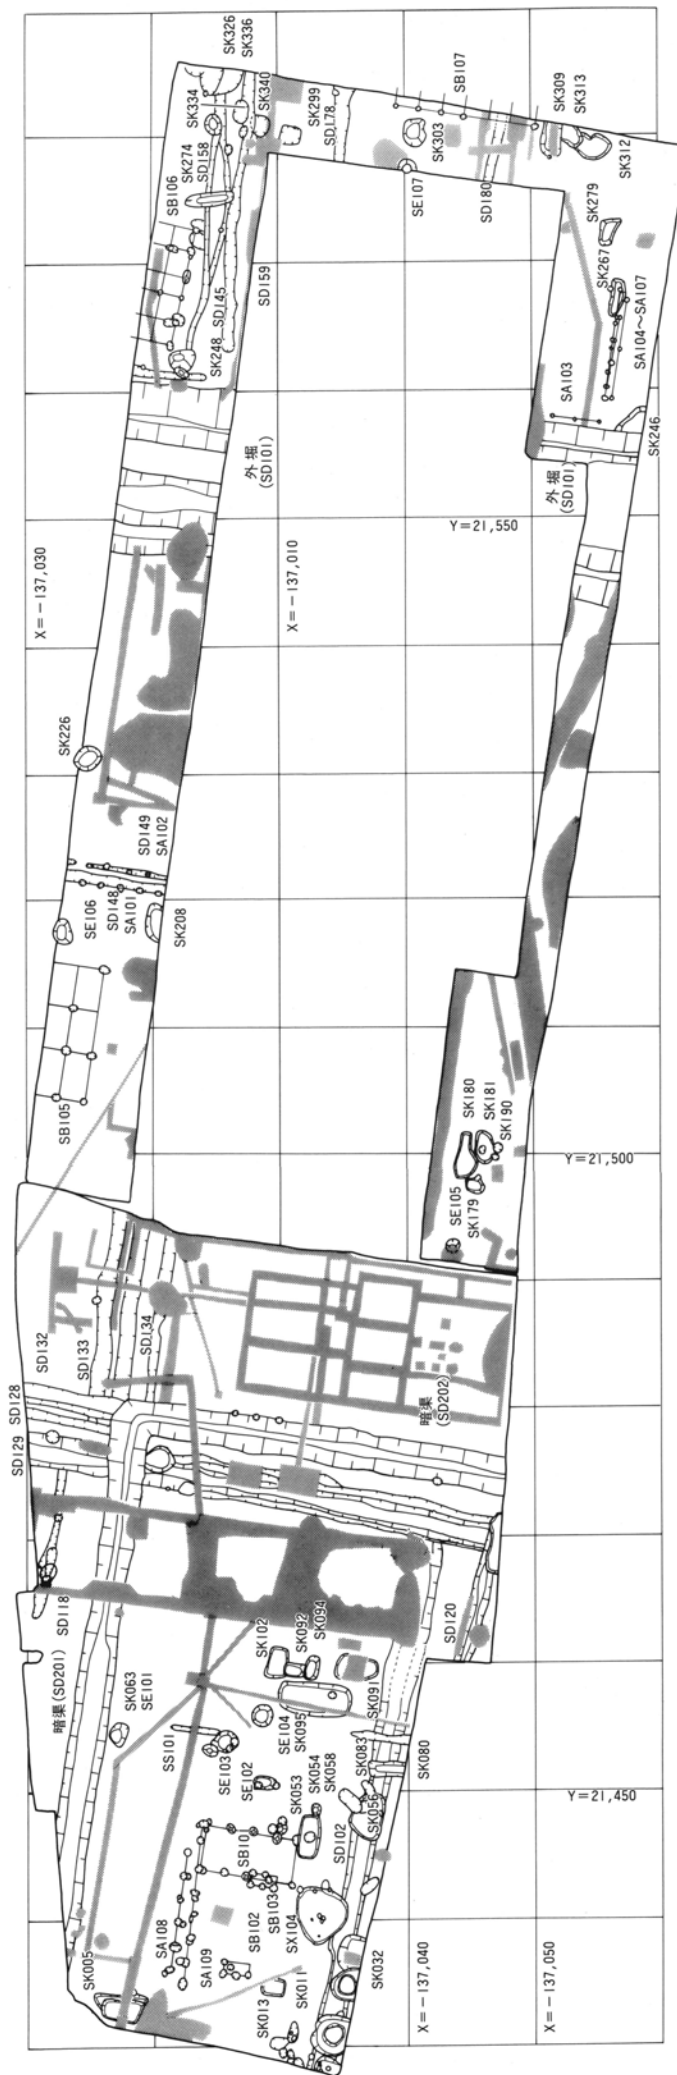 SK326
SK336
SK334
SK340
SK274
SD158
SB106
SK299
SD178
SB107
SK309
SK313
SK303
SK312
SE107
SD180
SK279
SK267
SD159
SD145
SK248
SA104〜SA107
SA103
SK246
外堀
(SD101)
外堀
(SD101)
Y=21,550
X=-137,030
X=-137,010
SK226
SD149
SA102
SE106
SD148
SA101
SK208
SB105
SK180
SK181
SK190
Y=21,500
SE105
SK179
SD132
SD133
SD134
SD128
SD129
暗渠
(SD202)
SD118
SK102
SK092
SK094
SD120
暗渠(SD201)
SK063
SE101
SK091
SS101
SE104
SK095
SE103
SE102
SK083
SK080
SK053
SK054
SK058
SK056
Y=21,450
SB101
SD102
SA108
SA109
SB102
SB103
SX104
SK005
SK013
SK011
SK032
X=-137,040
X=-137,050